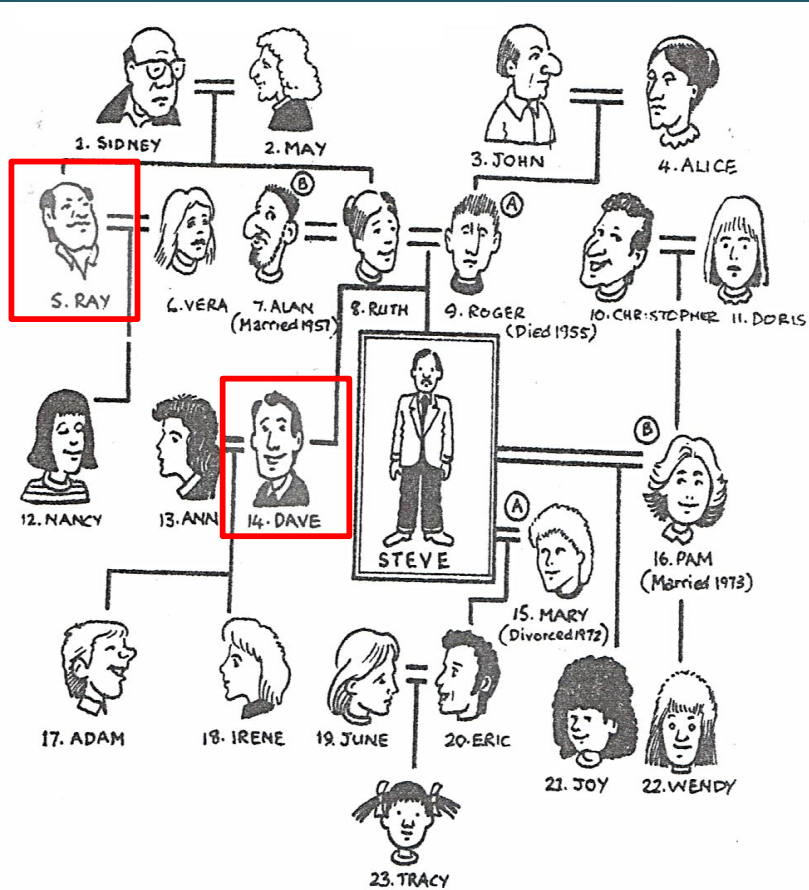 1. SIDNEY
2. MAY
3. JOHN
4. ALICE
B
A
5. RAY
6. VERA
7. ALAN
(Married 1957)
8. RUTH
9. ROGER
(Died 1955)
10. CHRISTOPHER
11. DORIS
B
12. NANCY
13. ANN
14. DAVE
STEVE
A
15. MARY
(Divorced 1972)
16. PAM
(Married 1973)
17. ADAM
18. IRENE
19. JUNE
20. ERIC
21. JOY
22. WENDY
23. TRACY